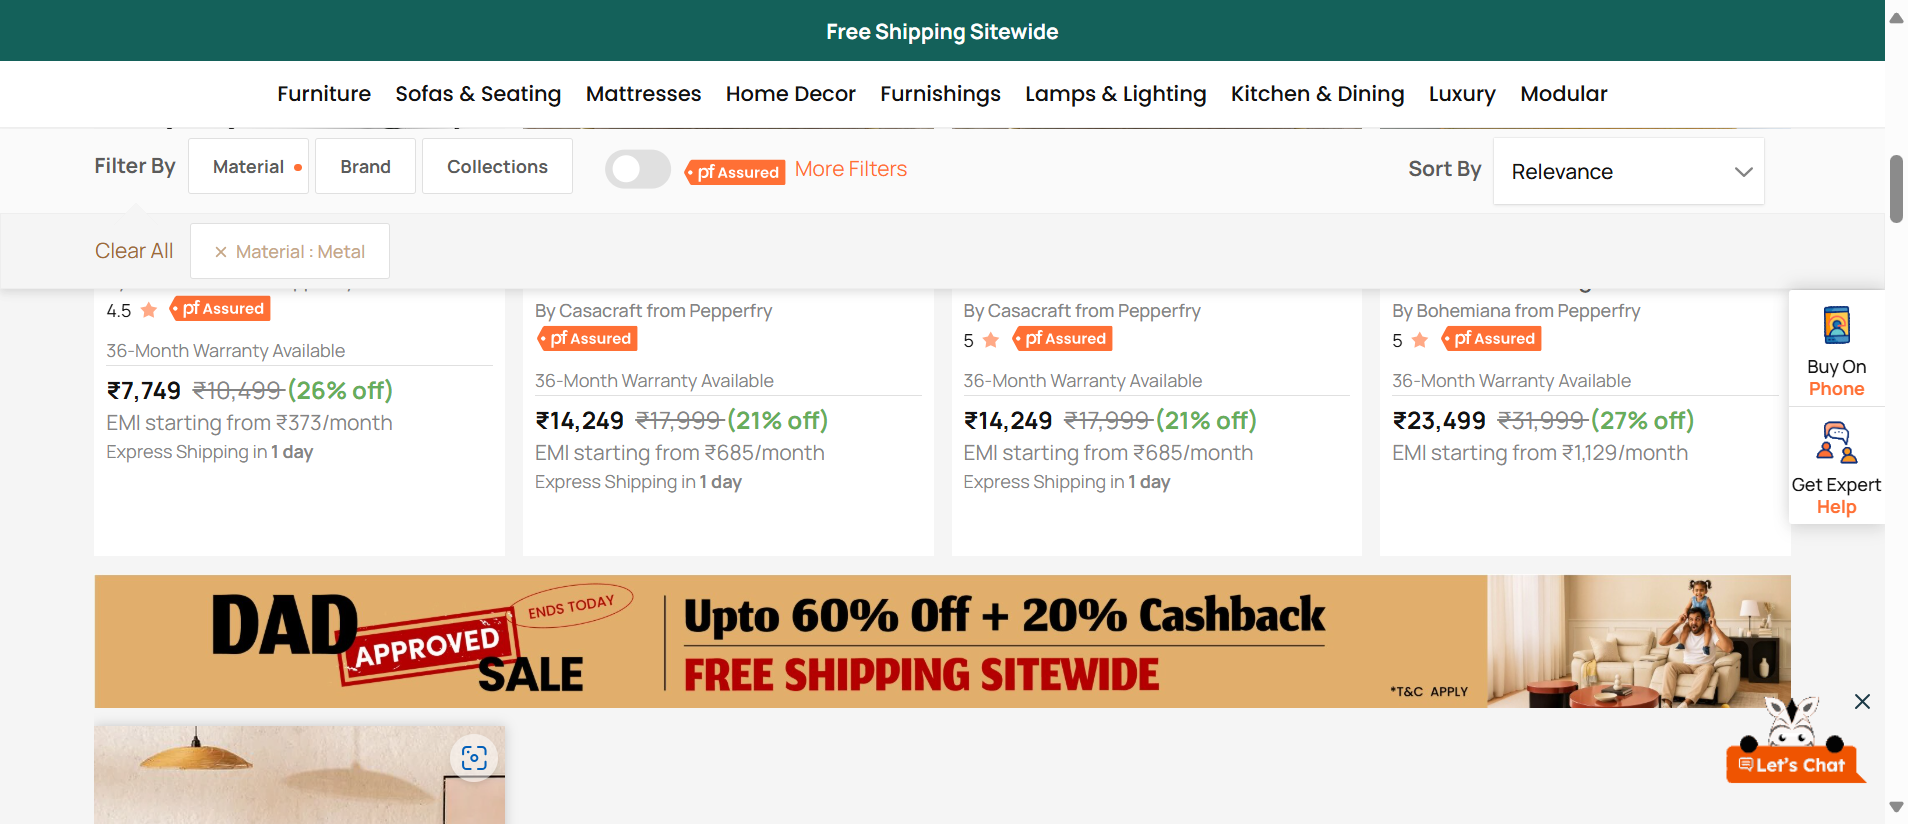 Free Shipping Sitewide
Furniture Sofas & Seating Mattresses Home Decor Furnishings Lamps & Lighting Kitchen & Dining Luxury Modular
Filter By Material Brand Collections pf Assured More Filters Sort By Relevance
Clear All × Material : Metal
4.5 pf Assured
36-Month Warranty Available
₹7,749 ₹10,499 (26% off)
EMI starting from ₹373/month
Express Shipping in 1 day
By Casacraft from Pepperfry
pf Assured
36-Month Warranty Available
₹14,249 ₹17,999 (21% off)
EMI starting from ₹685/month
Express Shipping in 1 day
By Casacraft from Pepperfry
5 pf Assured
36-Month Warranty Available
₹14,249 ₹17,999 (21% off)
EMI starting from ₹685/month
Express Shipping in 1 day
By Bohemiana from Pepperfry
5 pf Assured
36-Month Warranty Available
₹23,499 ₹31,999 (27% off)
EMI starting from ₹1,129/month
Buy On
Phone
Get Expert
Help
DAD
APPROVED
SALE
ENDS TODAY
Upto 60% Off + 20% Cashback
FREE SHIPPING SITEWIDE
*T&C APPLY
Let's Chat